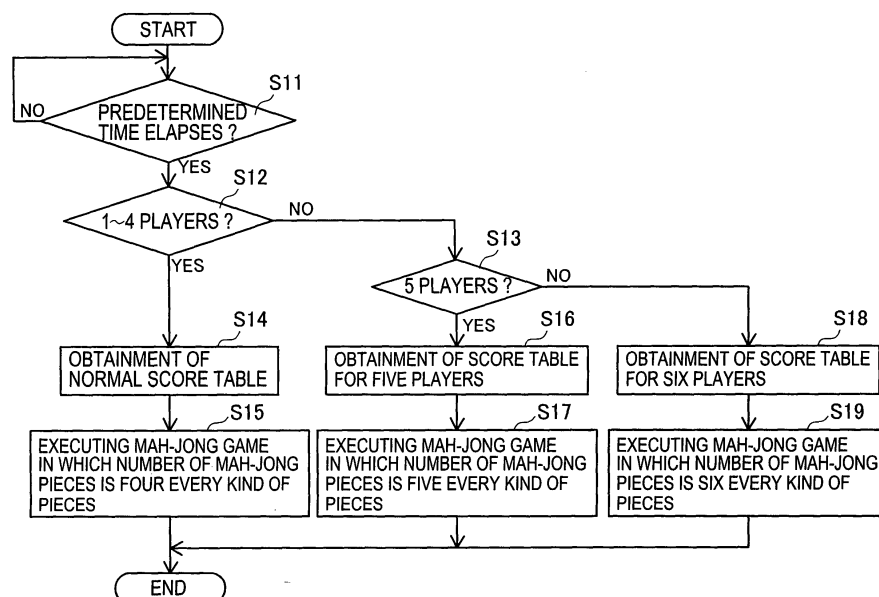 START
S11
NO
PREDETERMINED
TIME ELAPSES ?
YES
S12
1~4 PLAYERS ?
NO
YES
S13
5 PLAYERS ?
NO
YES
S14
OBTAINMENT OF
NORMAL SCORE TABLE
S16
OBTAINMENT OF SCORE TABLE
FOR FIVE PLAYERS
S18
OBTAINMENT OF SCORE TABLE
FOR SIX PLAYERS
S15
EXECUTING MAH-JONG GAME
IN WHICH NUMBER OF MAH-JONG
PIECES IS FOUR EVERY KIND OF
PIECES
S17
EXECUTING MAH-JONG GAME
IN WHICH NUMBER OF MAH-JONG
PIECES IS FIVE EVERY KIND OF
PIECES
S19
EXECUTING MAH-JONG GAME
IN WHICH NUMBER OF MAH-JONG
PIECES IS SIX EVERY KIND OF
PIECES
END